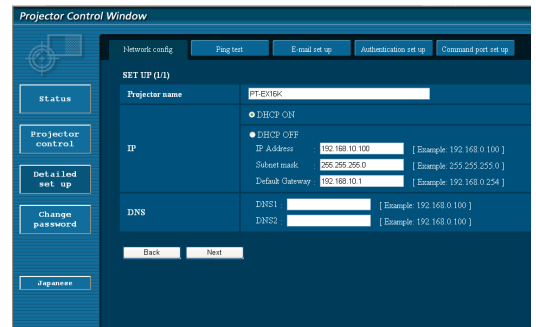 Projector Control Window
Network config Ping test E-mail set up Authentication set up Command port set up
SET UP (1/1)
Status
Projector name PT-EX16K
DHCP ON
Projector control
IP
DHCP OFF
IP Address : 192.168.10.100 [ Example: 192.168.0.100 ]
Subnet mask : 255.255.255.0 [ Example: 255.255.255.0 ]
Default Gateway : 192.168.10.1 [ Example: 192.168.0.254 ]
Detailed set up
DNS
DNS1 : [ Example: 192.168.0.100 ]
DNS2 : [ Example: 192.168.0.100 ]
Change password
Back Next
Japanese